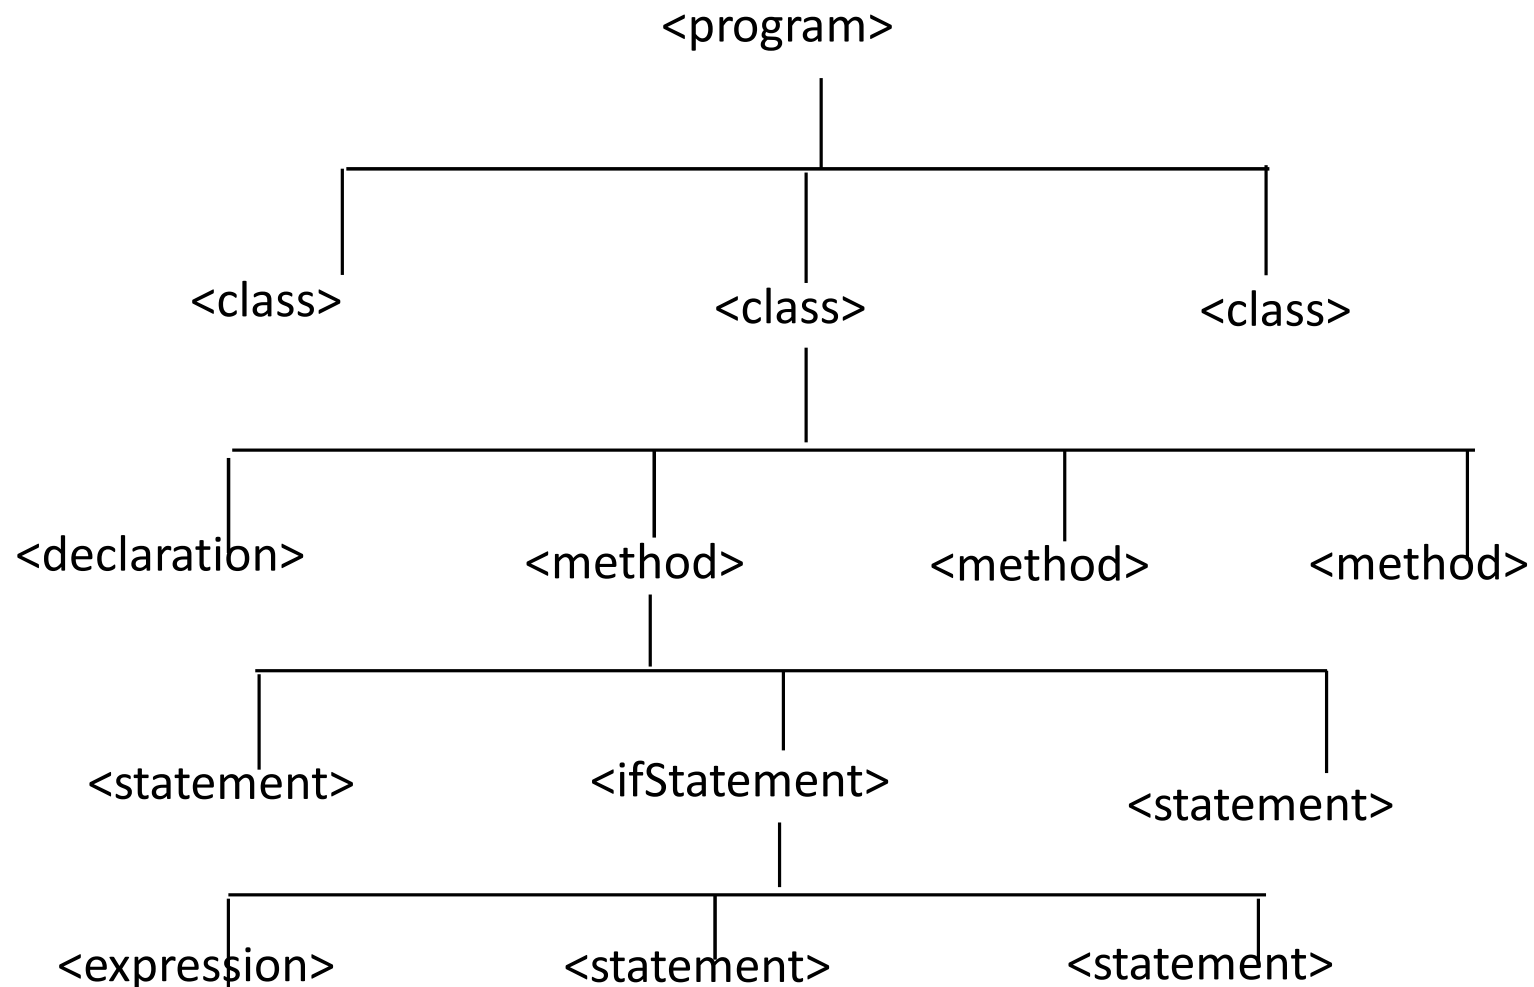 <program>
<class> <class> <class>
<declaration> <method> <method> <method>
<statement> <ifStatement> <statement>
<expression> <statement> <statement>